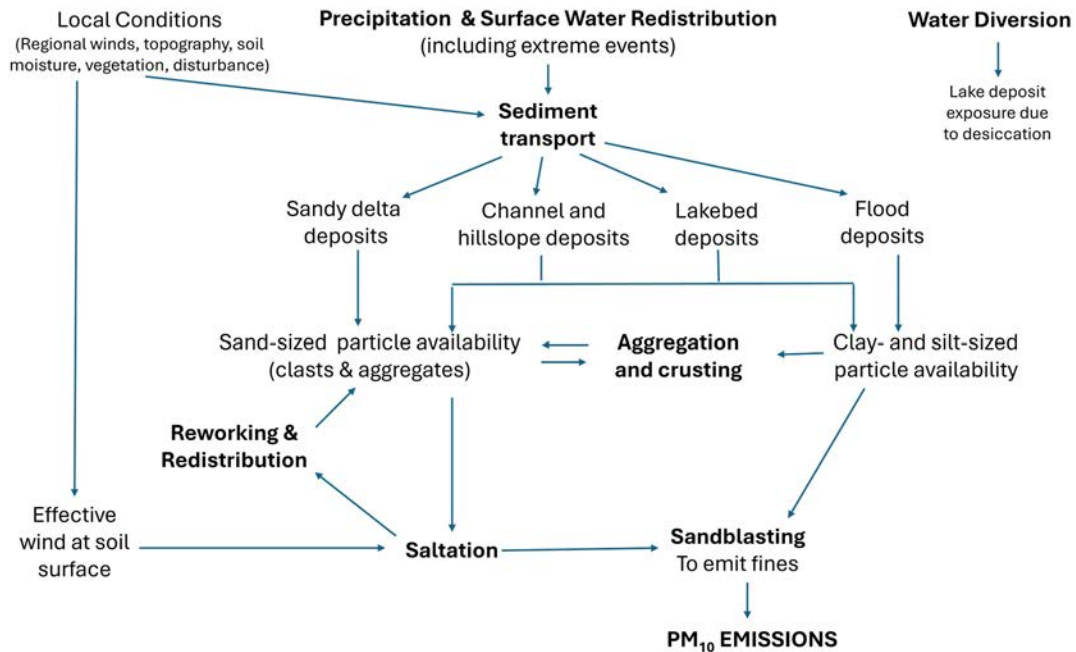 Local Conditions
(Regional winds, topography, soil
moisture, vegetation, disturbance)
Precipitation & Surface Water Redistribution
(including extreme events)
Water Diversion
Lake deposit
exposure due
to desiccation
Sediment
transport
Sandy delta
deposits
Channel and
hillslope deposits
Lakebed
deposits
Flood
deposits
Sand-sized particle availability
(clasts & aggregates)
Aggregation
and crusting
Clay- and silt-sized
particle availability
Reworking &
Redistribution
Effective
wind at soil
surface
Saltation
Sandblasting
To emit fines
PM₁₀ EMISSIONS